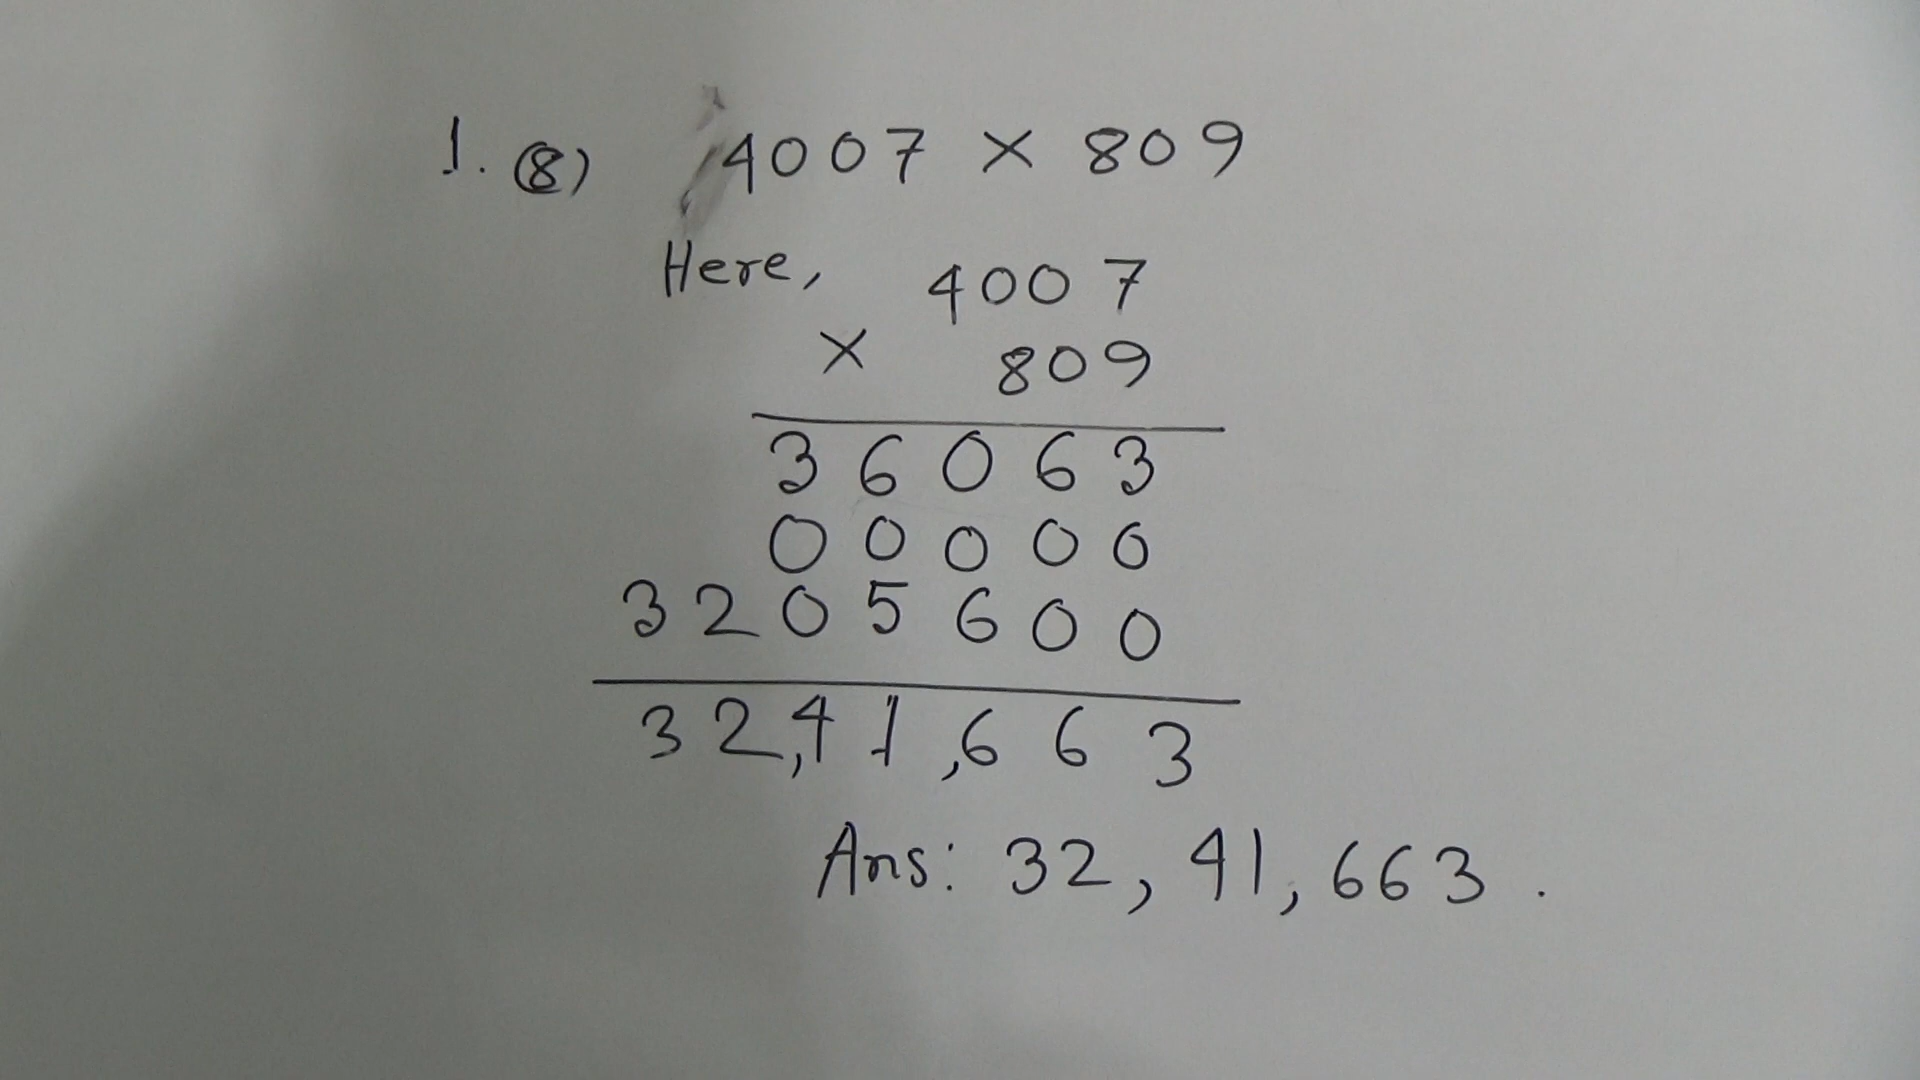 1. (8) 4007 × 809
Here, 4007
× 809
36063
00000
3205600
32,41,663
Ans: 32, 41, 663.